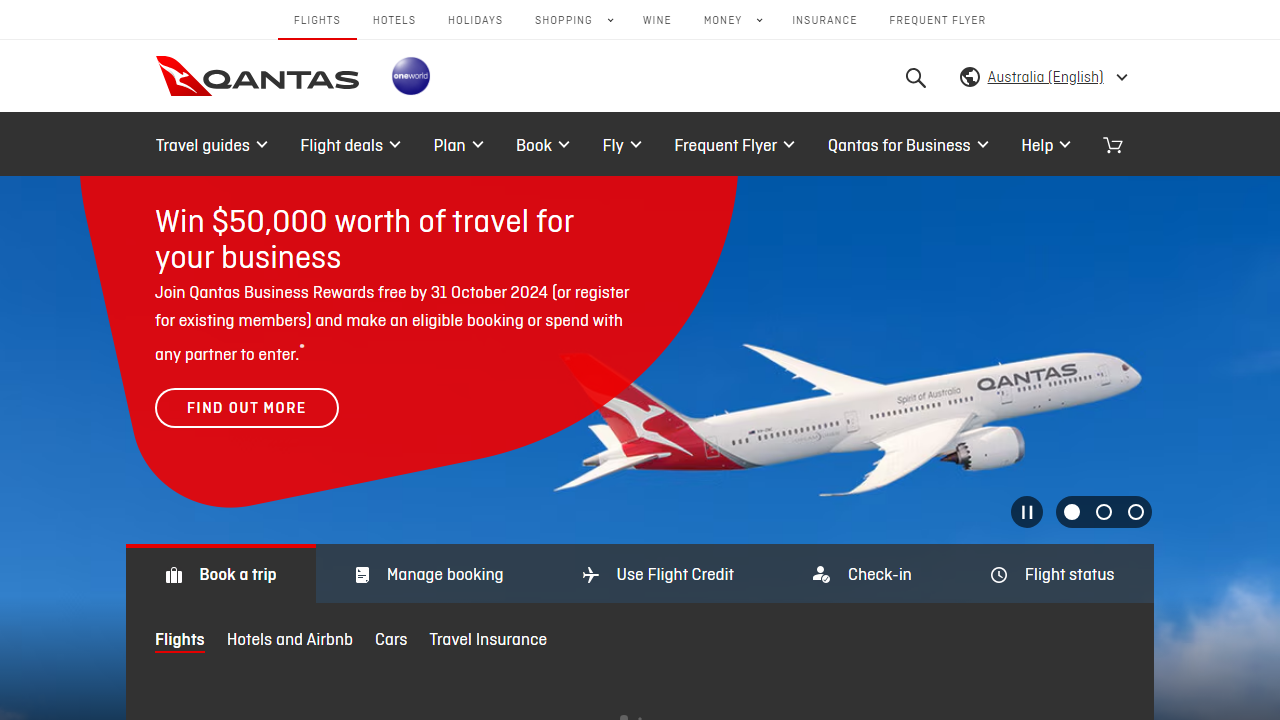 FLIGHTS HOTELS HOLIDAYS SHOPPING WINE MONEY INSURANCE FREQUENT FLYER
QANTAS oneworld Australia (English)
Travel guides Flight deals Plan Book Fly Frequent Flyer Qantas for Business Help
Win $50,000 worth of travel for
your business
Join Qantas Business Rewards free by 31 October 2024 (or register
for existing members) and make an eligible booking or spend with
any partner to enter.*
FIND OUT MORE
QANTAS
Spirit of Australia
Book a trip Manage booking Use Flight Credit Check-in Flight status
Flights Hotels and Airbnb Cars Travel Insurance